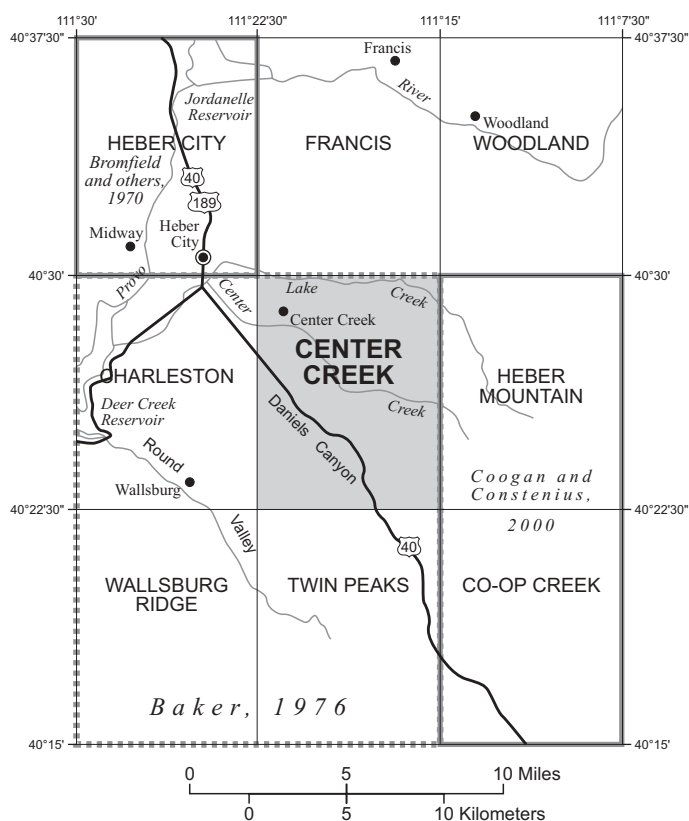 111°30'
111°22'30"
111°15'
111°7'30"
40°37'30"
40°37'30"
Francis
River
Jordanelle
Reservoir
Woodland
HEBER CITY
FRANCIS
WOODLAND
Bromfield
and others,
1970
40
189
Midway
Heber
City
Provo
40°30'
40°30'
Lake
Creek
Center
Center Creek
CENTER
CREEK
CHARLESTON
HEBER
MOUNTAIN
Deer Creek
Reservoir
Creek
Daniels
Canyon
Round
Wallsburg
Valley
Coogan and
Constenius,
2000
40°22'30"
40°22'30"
40
WALLSBURG
RIDGE
TWIN PEAKS
CO-OP CREEK
Baker, 1976
40°15'
40°15'
0 5 10 Miles
0 5 10 Kilometers